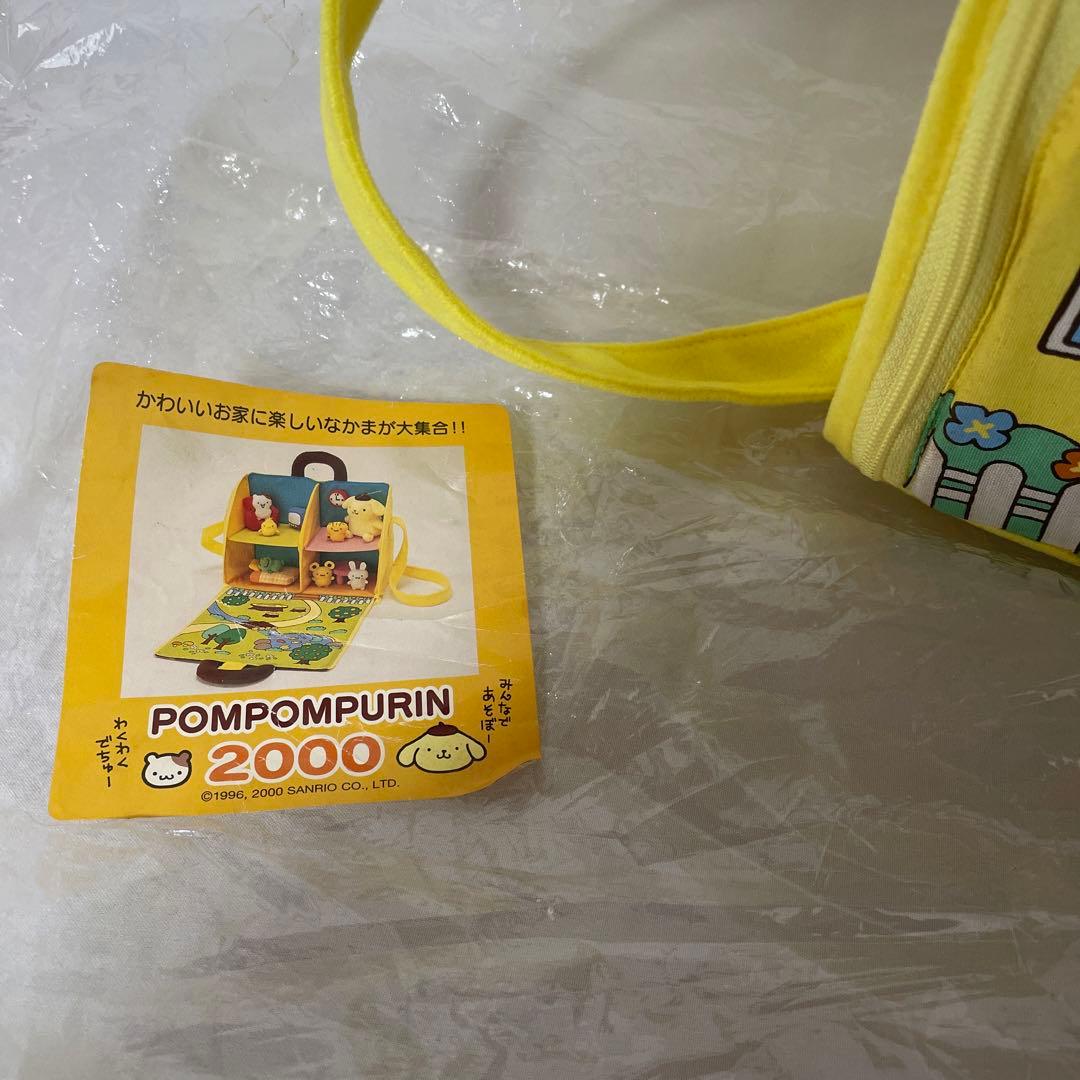 かわいいお家に楽しいなかまが大集合!!
POMPOMPURIN
2000
わくわく
でちゅー
みんなで
あそぼー
©1996, 2000 SANRIO CO., LTD.